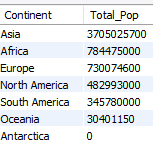 Continent Total_Pop
Asia 3705025700
Africa 784475000
Europe 730074600
North America 482993000
South America 345780000
Oceania 30401150
Antarctica 0